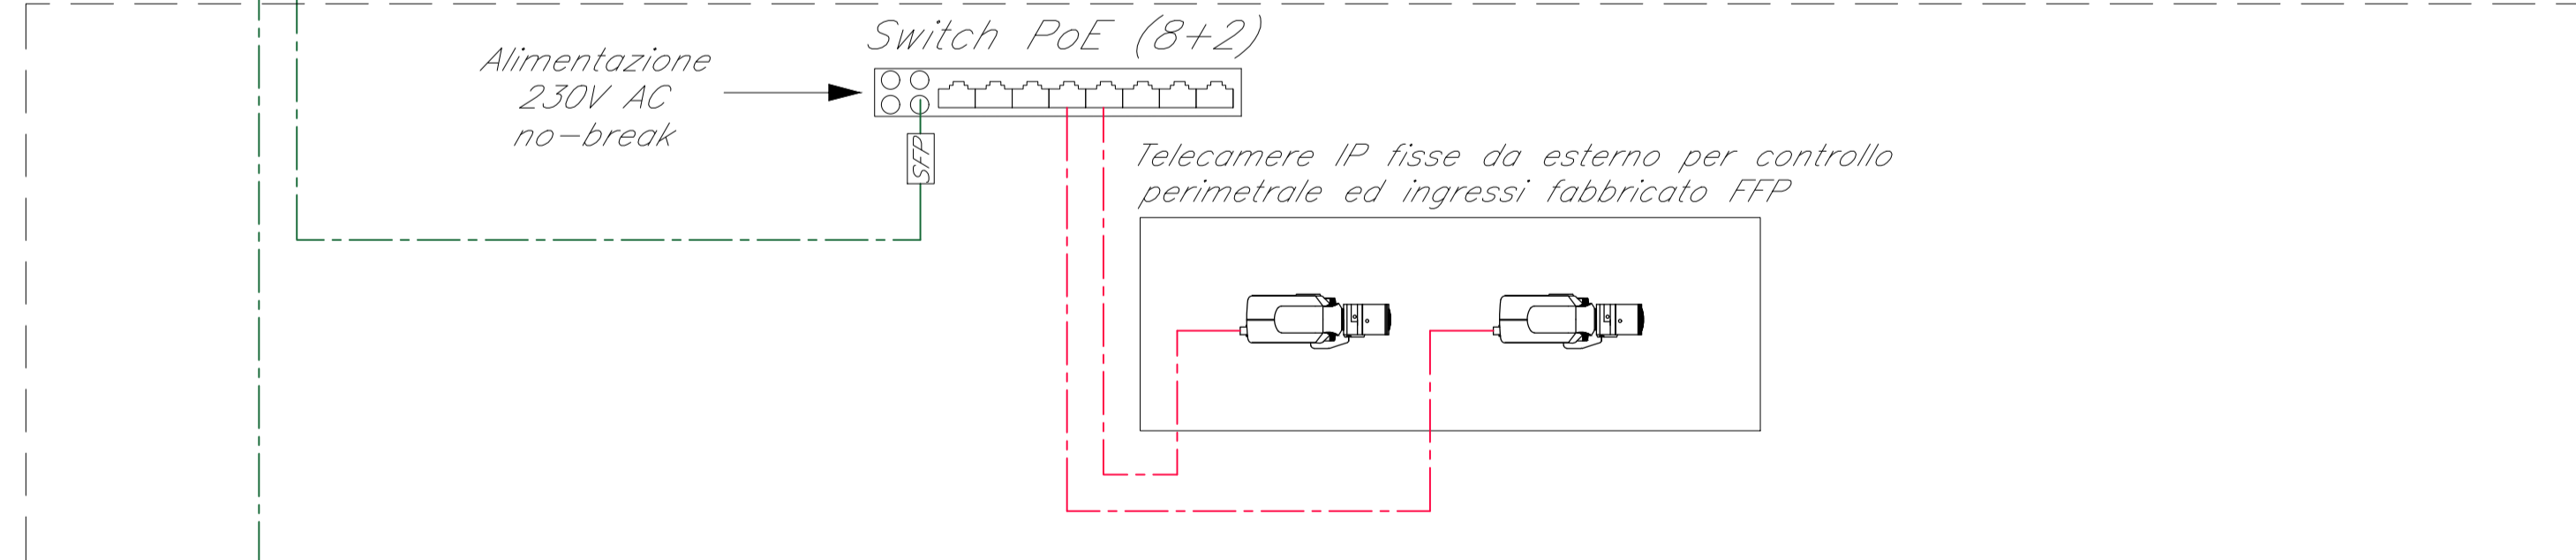 Switch PoE (8+2)
Alimentazione
230V AC
no-break
SFP
Telecamere IP fisse da esterno per controllo
perimetrale ed ingressi fabbricato FFP